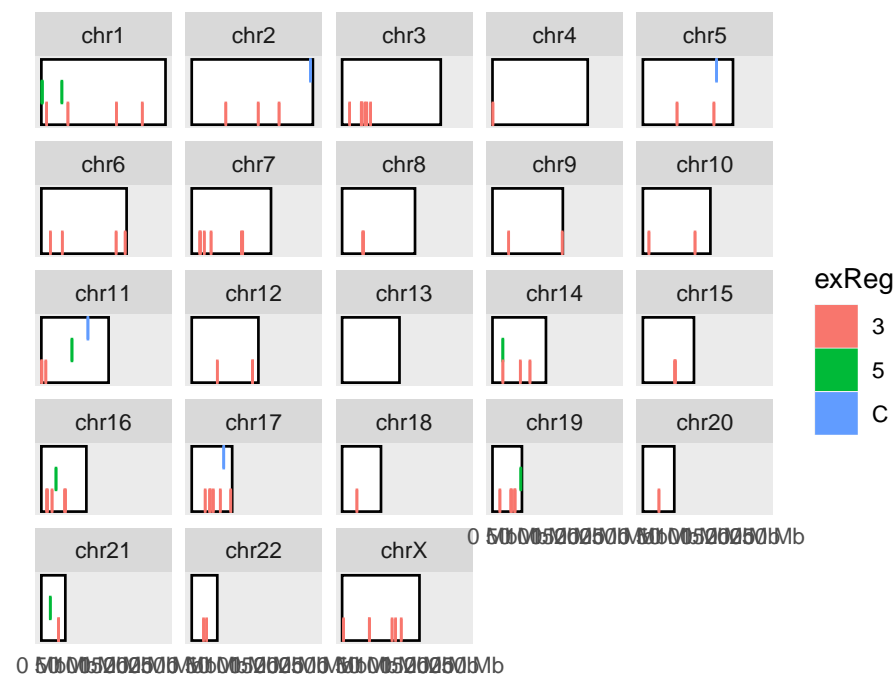 chr1 chr2 chr3 chr4 chr5
chr6 chr7 chr8 chr9 chr10
exReg
3
5
C
chr11 chr12 chr13 chr14 chr15
chr16 chr17 chr18 chr19 chr20
chr21 chr22 chrX